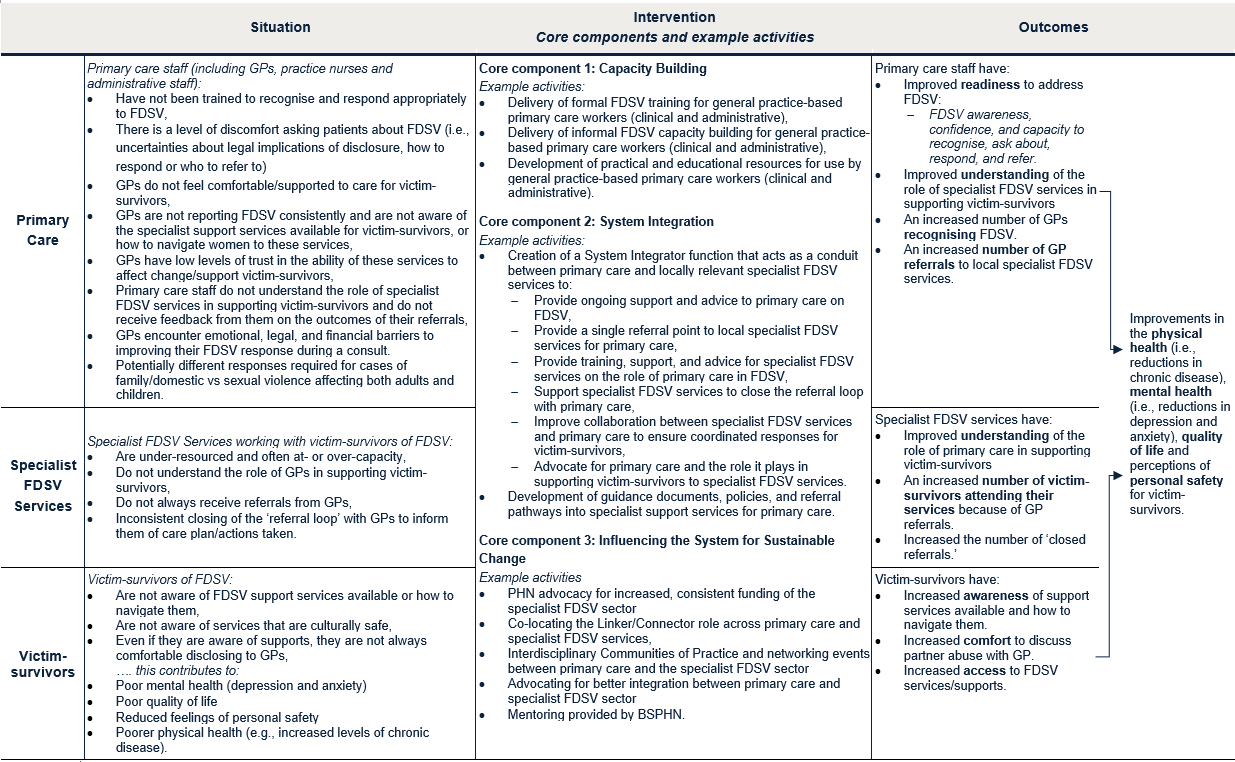 Situation
Intervention
Core components and example activities
Outcomes
Primary
Care
Primary care staff (including GPs, practice nurses and
administrative staff):
• Have not been trained to recognise and respond appropriately
to FDSV,
• There is a level of discomfort asking patients about FDSV (i.e.,
uncertainties about legal implications of disclosure, how to
respond or who to refer to)
• GPs do not feel comfortable/supported to care for victim-
survivors,
• GPs are not reporting FDSV consistently and are not aware of
the specialist support services available for victim-survivors, or
how to navigate women to these services,
• GPs have low levels of trust in the ability of these services to
affect change/support victim-survivors,
• Primary care staff do not understand the role of specialist
FDSV services in supporting victim-survivors and do not
receive feedback from them on the outcomes of their referrals,
• GPs encounter emotional, legal, and financial barriers to
improving their FDSV response during a consult.
• Potentially different responses required for cases of
family/domestic vs sexual violence affecting both adults and
children.
Specialist
FDSV
Services
Specialist FDSV Services working with victim-survivors of FDSV:
• Are under-resourced and often at- or over-capacity,
• Do not understand the role of GPs in supporting victim-
survivors,
• Do not always receive referrals from GPs,
• Inconsistent closing of the ‘referral loop’ with GPs to inform
them of care plan/actions taken.
Victim-
survivors
Victim-survivors of FDSV:
• Are not aware of FDSV support services available or how to
navigate them,
• Are not aware of services that are culturally safe,
• Even if they are aware of supports, they are not always
comfortable disclosing to GPs,
…. this contributes to:
• Poor mental health (depression and anxiety)
• Poor quality of life
• Reduced feelings of personal safety
• Poorer physical health (e.g., increased levels of chronic
disease).
Core component 1: Capacity Building
Example activities:
• Delivery of formal FDSV training for general practice-based
primary care workers (clinical and administrative),
• Delivery of informal FDSV capacity building for general practice-
based primary care workers (clinical and administrative),
• Development of practical and educational resources for use by
general practice-based primary care workers (clinical and
administrative).
Core component 2: System Integration
Example activities:
• Creation of a System Integrator function that acts as a conduit
between primary care and locally relevant specialist FDSV
services to:
– Provide ongoing support and advice to primary care on
FDSV,
– Provide a single referral point to local specialist FDSV
services for primary care,
– Provide training, support, and advice for specialist FDSV
services on the role of primary care in FDSV,
– Support specialist FDSV services to close the referral loop
with primary care,
– Improve collaboration between specialist FDSV services
and primary care to ensure coordinated responses for
victim-survivors,
– Advocate for primary care and the role it plays in
supporting victim-survivors to specialist FDSV services.
• Development of guidance documents, policies, and referral
pathways into specialist support services for primary care.
Core component 3: Influencing the System for Sustainable
Change
Example activities
• PHN advocacy for increased, consistent funding of the
specialist FDSV sector
• Co-locating the Linker/Connector role across primary care and
specialist FDSV services,
• Interdisciplinary Communities of Practice and networking events
between primary care and the specialist FDSV sector
• Advocating for better integration between primary care and
specialist FDSV sector
• Mentoring provided by BSPHN.
Primary care staff have:
• Improved readiness to address
FDSV:
– FDSV awareness,
confidence, and capacity to
recognise, ask about,
respond, and refer.
• Improved understanding of the
role of specialist FDSV services in
supporting victim-survivors
• An increased number of GPs
recognising FDSV.
• An increased number of GP
referrals to local specialist FDSV
services.
Specialist FDSV services have:
• Improved understanding of the
role of primary care in supporting
victim-survivors
• An increased number of victim-
survivors attending their
services because of GP
referrals.
• Increased the number of ‘closed
referrals.’
Victim-survivors have:
• Increased awareness of support
services available and how to
navigate them.
• Increased comfort to discuss
partner abuse with GP.
• Increased access to FDSV
services/supports.
Improvements in
the physical
health (i.e.,
reductions in
chronic disease),
mental health
(i.e., reductions in
depression and
anxiety), quality
of life and
perceptions of
personal safety
for victim-
survivors.